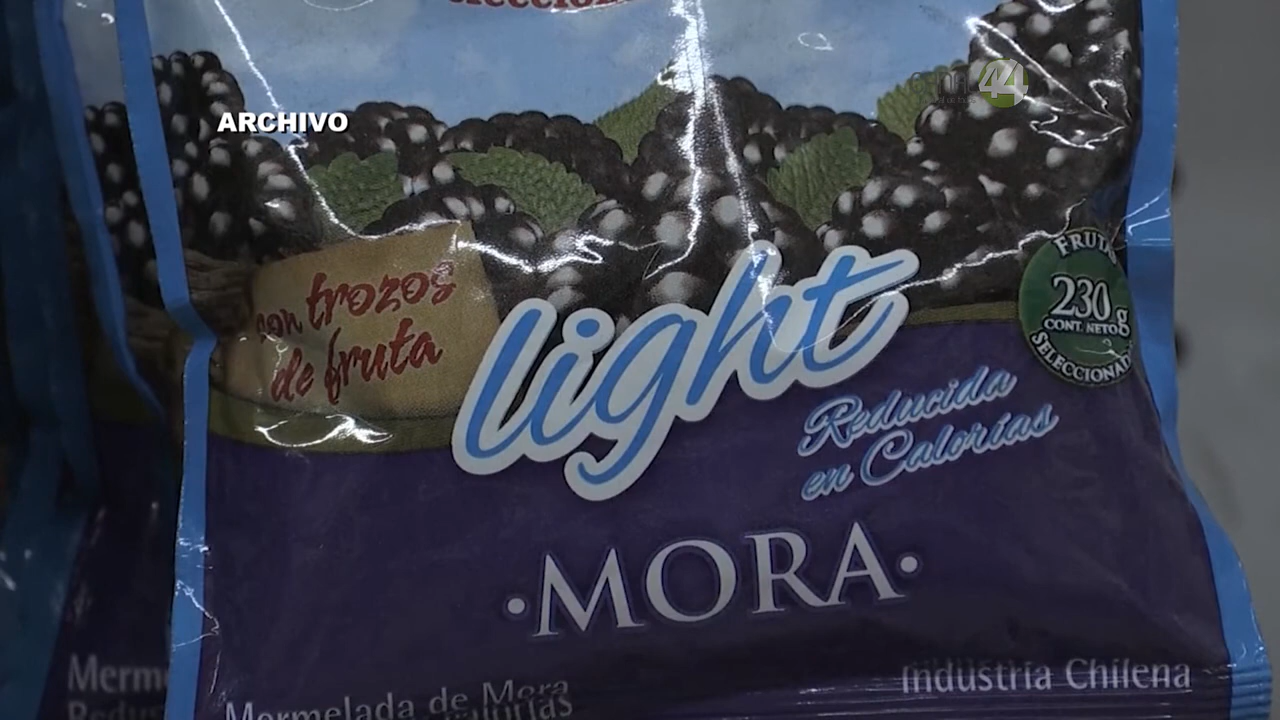 ARCHIVO
44
con trozos
de fruta
light
Reducida
en Calorías
FRUTA
230 g
CONT. NETO
SELECCIONADA
·MORA·
Industria Chilena
Mermelada de Mora